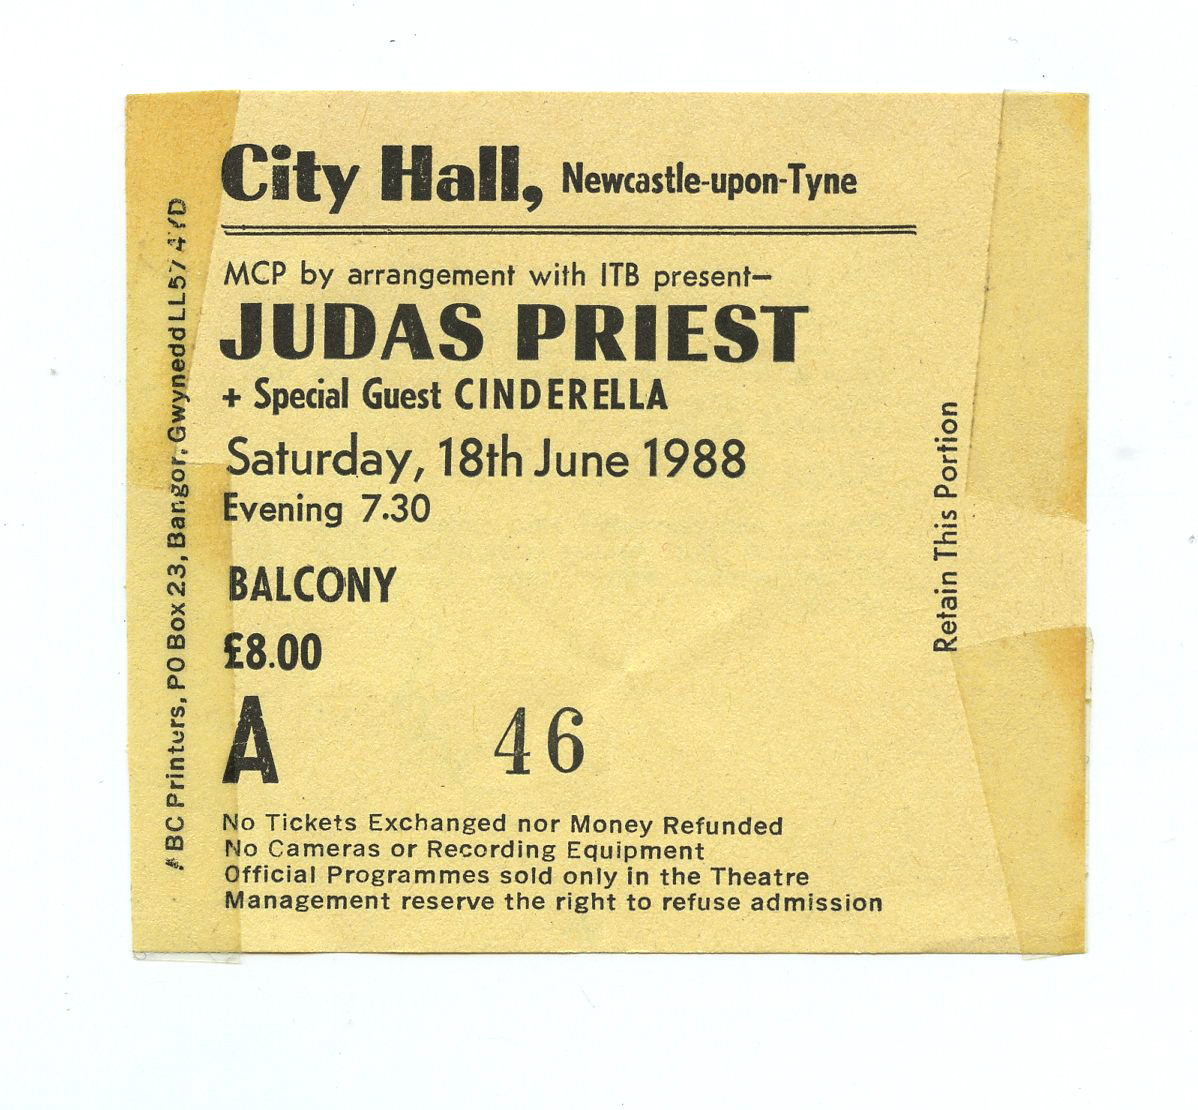 City Hall, Newcastle-upon-Tyne
MCP by arrangement with ITB present—
JUDAS PRIEST
+ Special Guest CINDERELLA
Saturday, 18th June 1988
Evening 7.30
BALCONY
£8.00
A 46
No Tickets Exchanged nor Money Refunded
No Cameras or Recording Equipment
Official Programmes sold only in the Theatre
Management reserve the right to refuse admission
Retain This Portion
ABC Printers, PO Box 23, Bangor, Gwynedd LL57 4YD